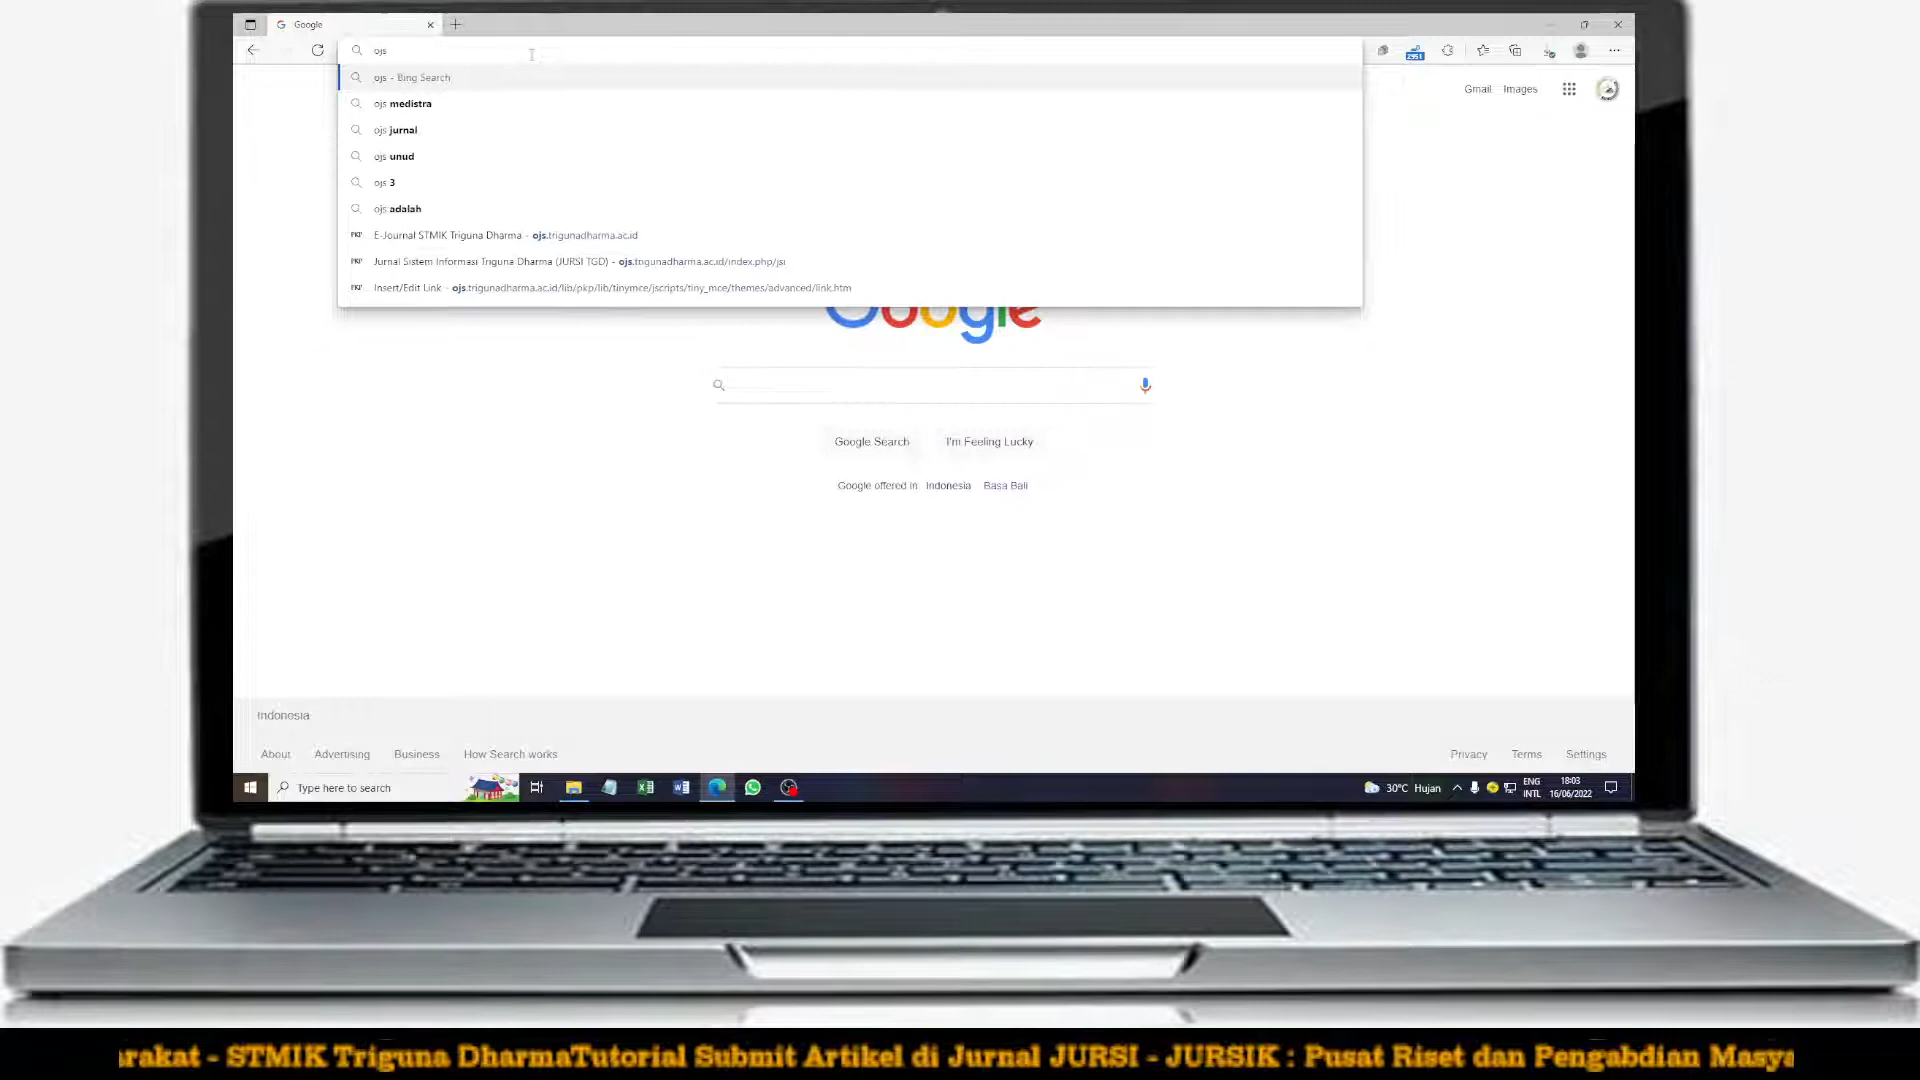 Google
ojs
ojs - Bing Search
ojs medistra
ojs jurnal
ojs unud
ojs 3
ojs adalah
E-Journal STMIK Triguna Dharma - ojs.trigunadharma.ac.id
Jurnal Sistem Informasi Triguna Dharma (JURSI TGD) - ojs.trigunadharma.ac.id/index.php/jsi
Insert/Edit Link - ojs.trigunadharma.ac.id/lib/pkp/lib/tinymce/jscripts/tiny_mce/themes/advanced/link.htm
2951
Gmail Images
Google
Google Search I'm Feeling Lucky
Google offered in Indonesia Basa Bali
Indonesia
About Advertising Business How Search works Privacy Terms Settings
Type here to search
30°C Hujan
ENG
INTL
18:03
16/06/2022
arakat - STMIK Triguna DharmaTutorial Submit Artikel di Jurnal JURSI - JURSIK : Pusat Riset dan Pengabdian Masya